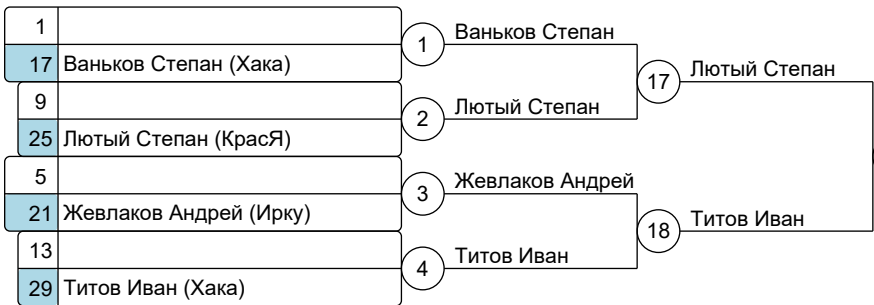 1
17 Ваньков Степан (Хака)
9
25 Лютый Степан (КрасЯ)
5
21 Жевлаков Андрей (Ирку)
13
29 Титов Иван (Хака)
1 Ваньков Степан
2 Лютый Степан
3 Жевлаков Андрей
4 Титов Иван
17 Лютый Степан
18 Титов Иван